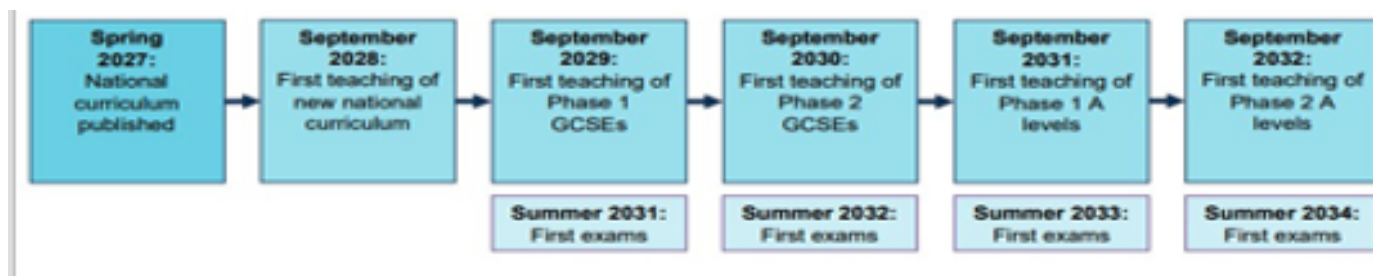 Spring
2027:
National
curriculum
published
September
2028:
First teaching of
new national
curriculum
September
2029:
First teaching of
Phase 1
GCSEs
September
2030:
First teaching of
Phase 2
GCSEs
September
2031:
First teaching of
Phase 1 A
levels
September
2032:
First teaching of
Phase 2 A
levels
Summer 2031:
First exams
Summer 2032:
First exams
Summer 2033:
First exams
Summer 2034:
First exams